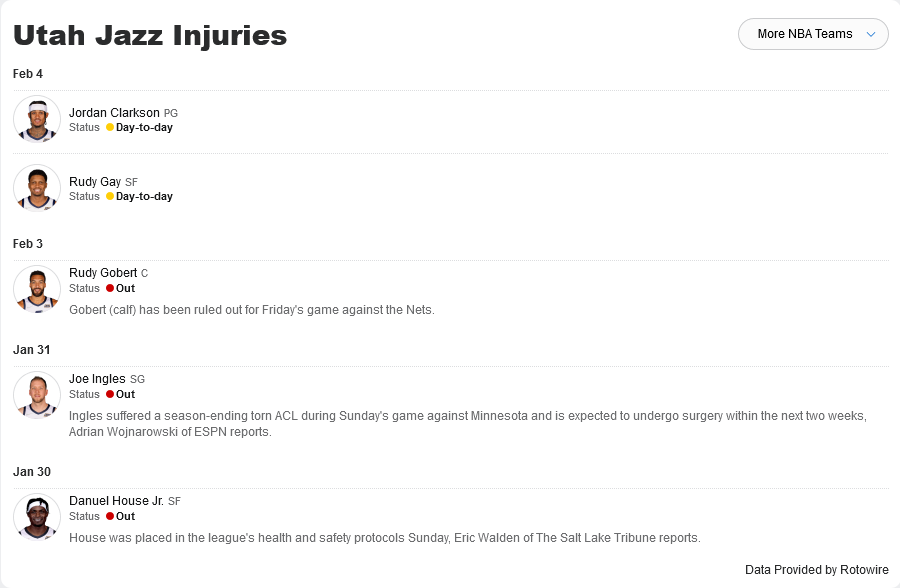 Utah Jazz Injuries
More NBA Teams
Feb 4
Jordan Clarkson PG
Status Day-to-day
Rudy Gay SF
Status Day-to-day
Feb 3
Rudy Gobert C
Status Out
Gobert (calf) has been ruled out for Friday's game against the Nets.
Jan 31
Joe Ingles SG
Status Out
Ingles suffered a season-ending torn ACL during Sunday's game against Minnesota and is expected to undergo surgery within the next two weeks,
Adrian Wojnarowski of ESPN reports.
Jan 30
Danuel House Jr. SF
Status Out
House was placed in the league's health and safety protocols Sunday, Eric Walden of The Salt Lake Tribune reports.
Data Provided by Rotowire